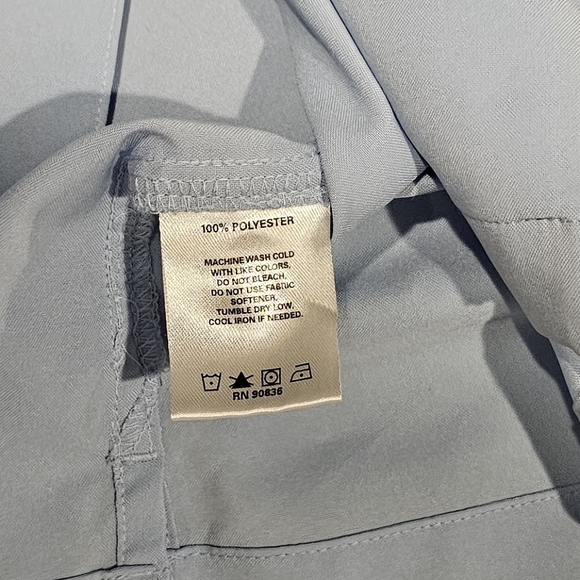 100% POLYESTER
MACHINE WASH COLD
WITH LIKE COLORS,
DO NOT BLEACH,
DO NOT USE FABRIC
SOFTENER,
TUMBLE DRY LOW,
COOL IRON IF NEEDED.
RN 90836